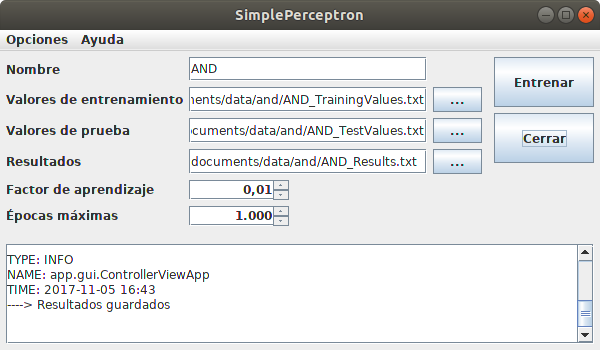 SimplePerceptron
Opciones Ayuda
Nombre AND
Entrenar
Valores de entrenamiento nents/data/and/AND_TrainingValues.txt ...
Valores de prueba ocuments/data/and/AND_TestValues.txt ...
Cerrar
Resultados documents/data/and/AND_Results.txt ...
Factor de aprendizaje 0,01
Épocas máximas 1.000
TYPE: INFO
NAME: app.gui.ControllerViewApp
TIME: 2017-11-05 16:43
----> Resultados guardados